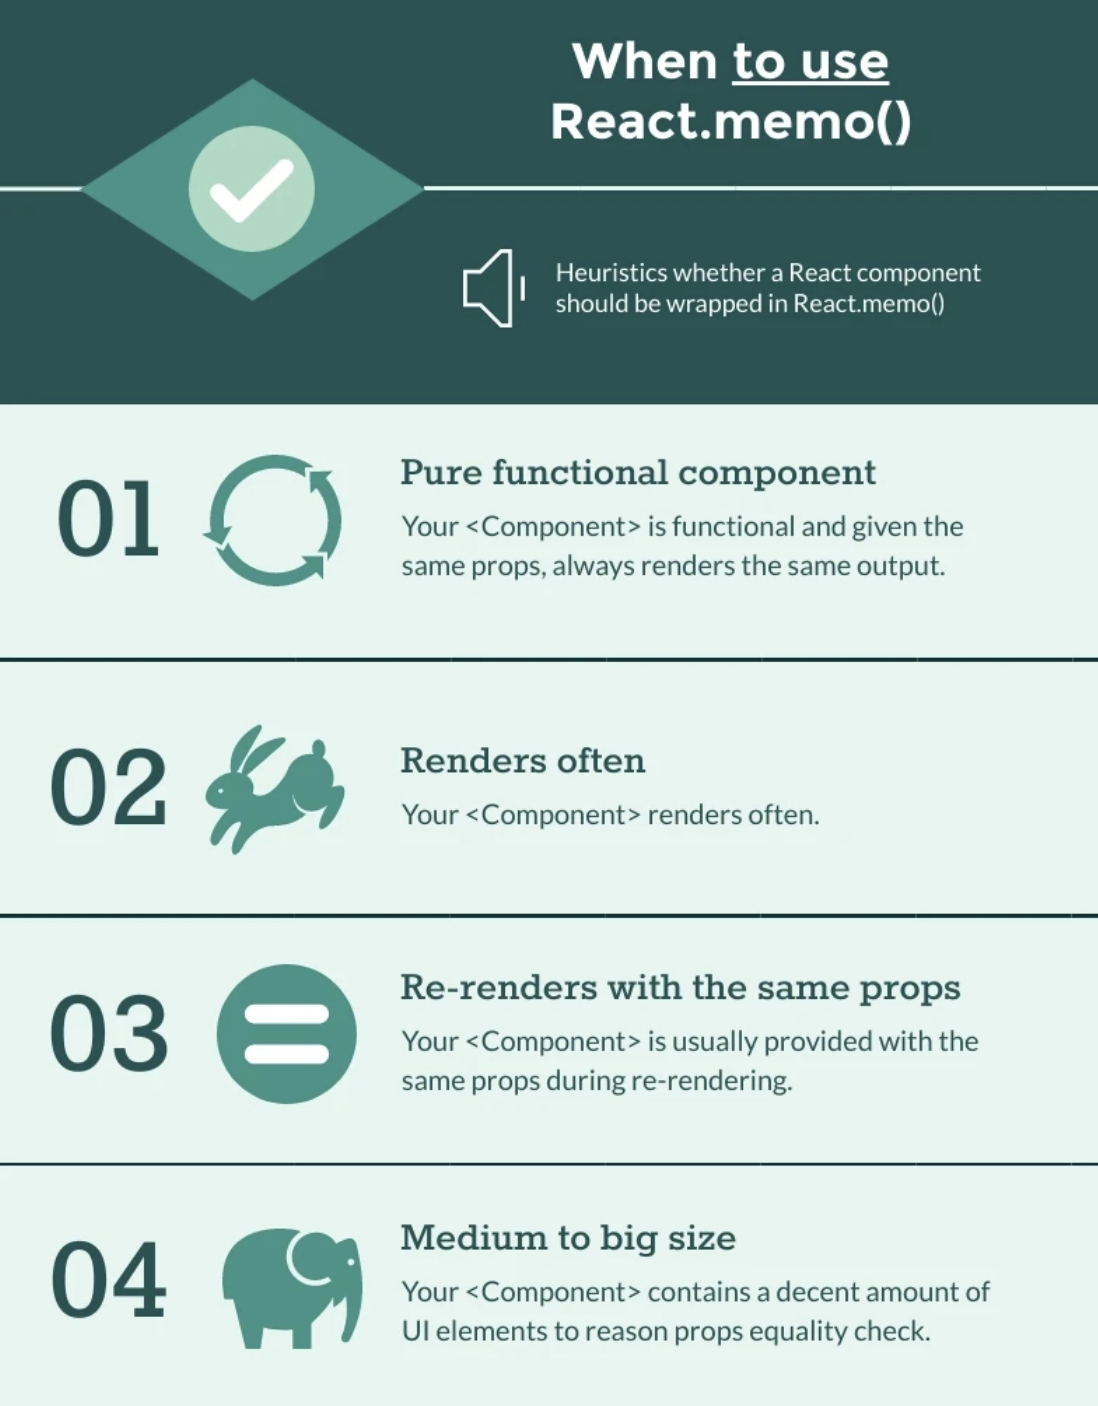 When to use
React.memo()
Heuristics whether a React component
should be wrapped in React.memo()
01
Pure functional component
Your <Component> is functional and given the
same props, always renders the same output.
02
Renders often
Your <Component> renders often.
03
Re-renders with the same props
Your <Component> is usually provided with the
same props during re-rendering.
04
Medium to big size
Your <Component> contains a decent amount of
UI elements to reason props equality check.